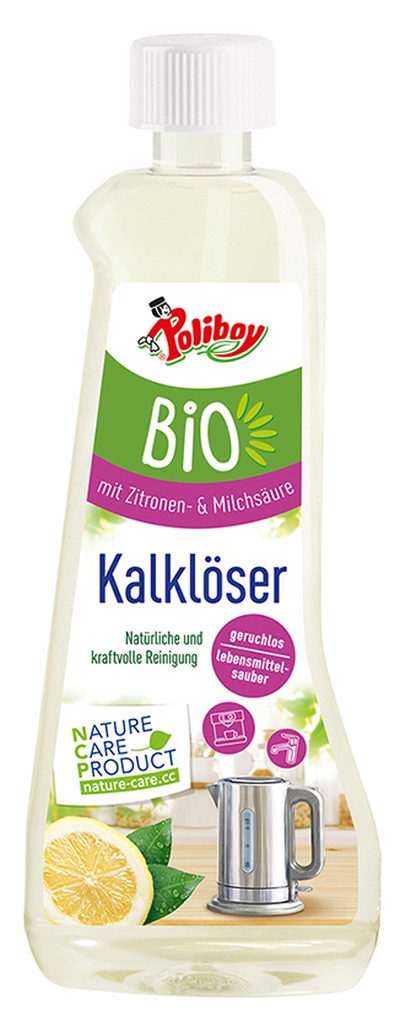 Poliboy
BiO
mit Zitronen- & Milchsäure
Kalklöser
Natürliche und
kraftvolle Reinigung
geruchlos
lebensmittel-
sauber
NATURE
CARE
PRODUCT
nature-care.cc